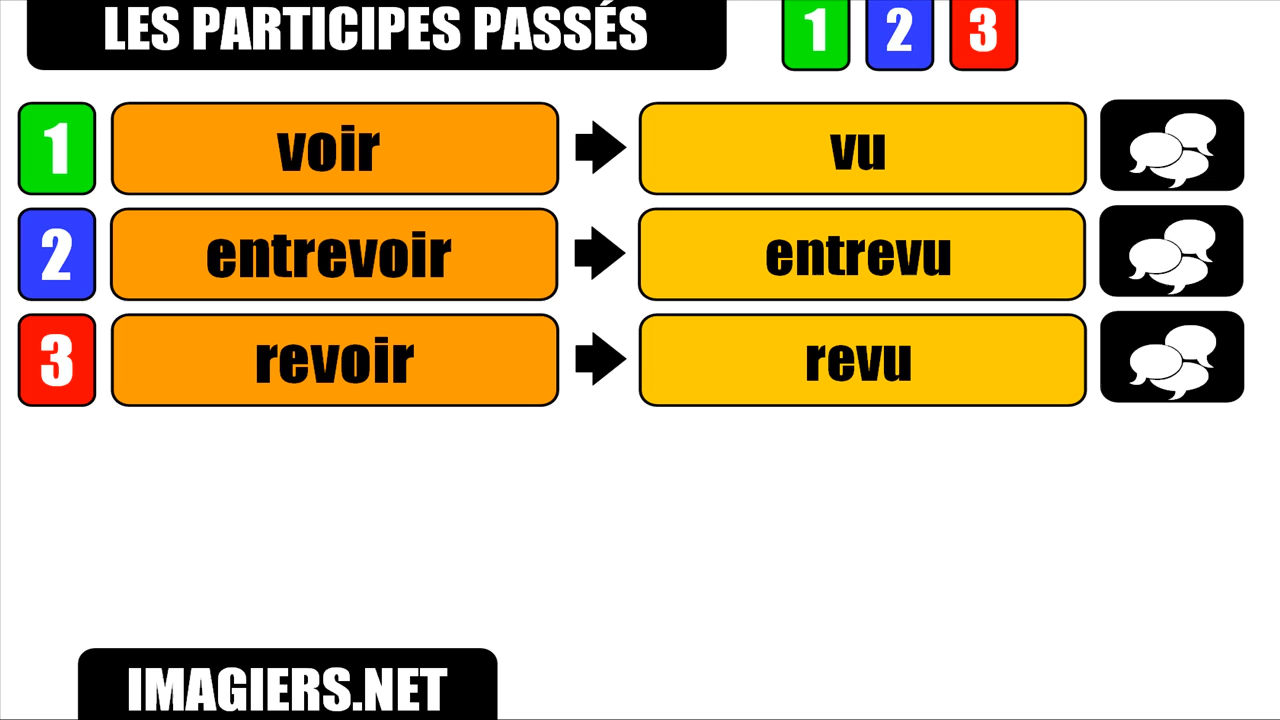 LES PARTICIPES PASSÉS 1 2 3
1 voir vu
2 entrevoir entrevu
3 revoir revu
IMAGIERS.NET